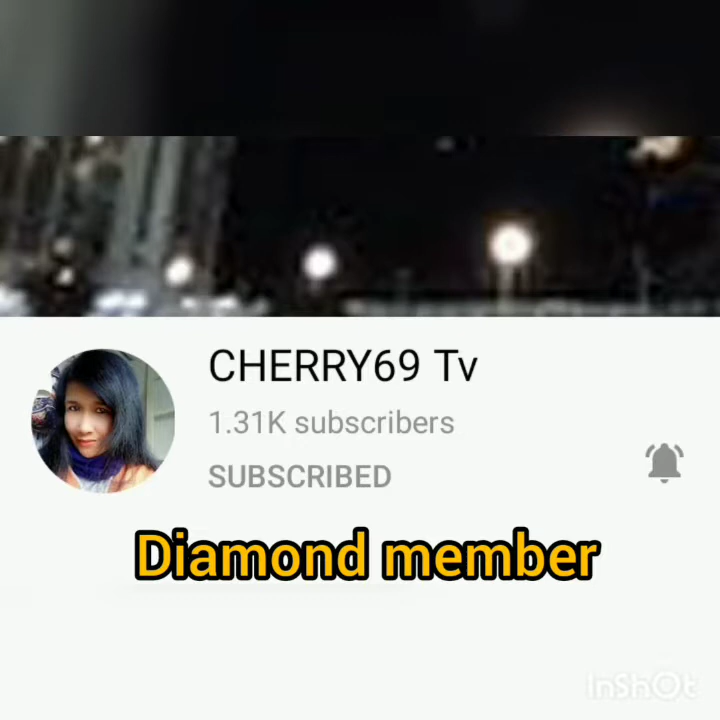 CHERRY69 Tv
1.31K subscribers
SUBSCRIBED
Diamond member
InShOt